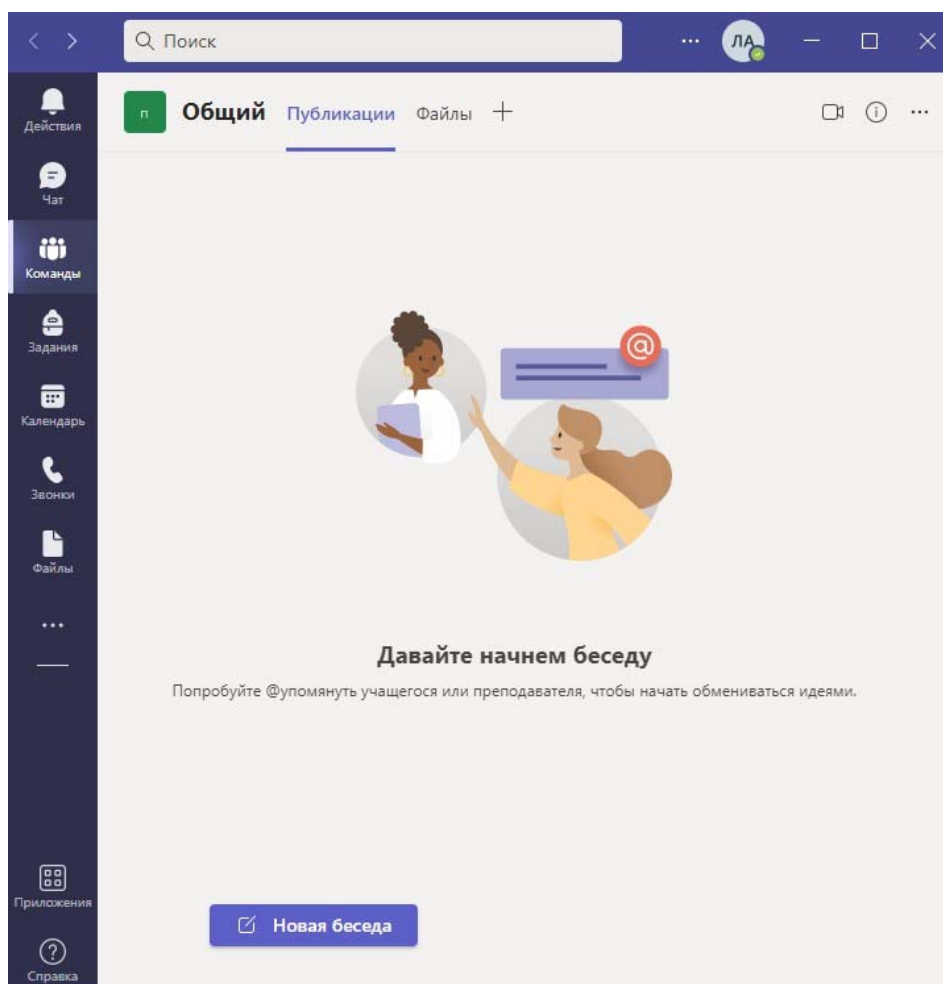 Поиск
ЛА
Действия
п
Общий Публикации Файлы
Чат
Команды
Задания
Календарь
Звонки
Файлы
@
Давайте начнем беседу
Попробуйте @упомянуть учащегося или преподавателя, чтобы начать обмениваться идеями.
Приложения
Новая беседа
Справка